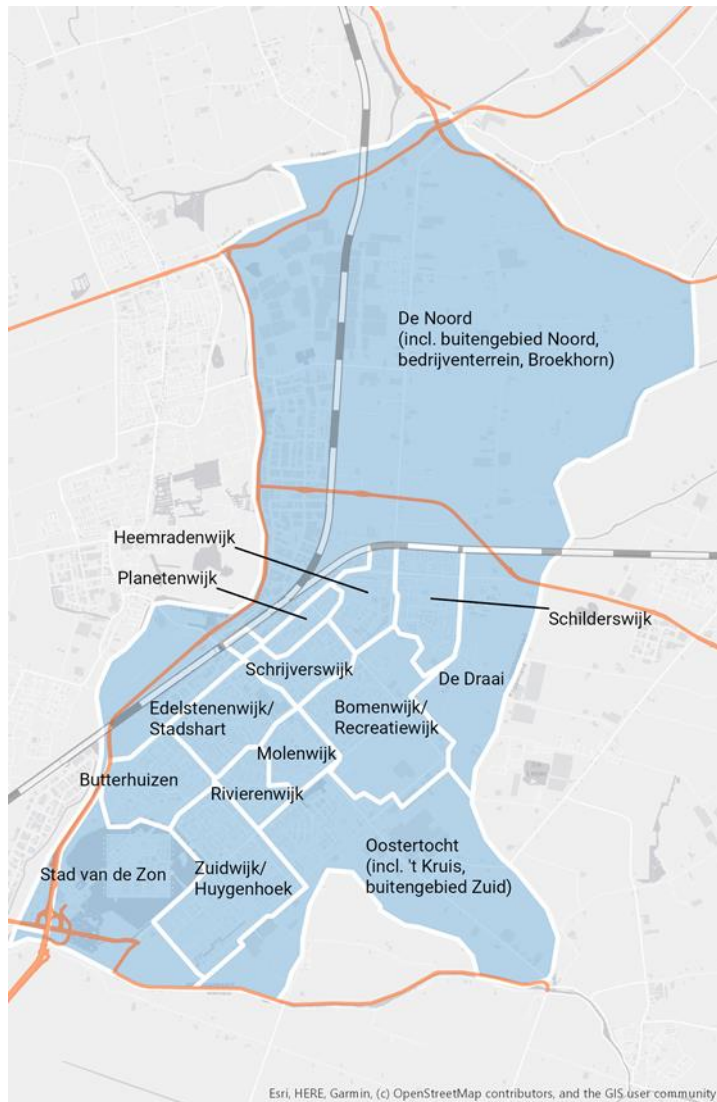 De Noord
(incl. buitengebied Noord,
bedrijventerrein, Broekhorn)
Heemradenwijk
Planetenwijk
Schilderswijk
Schrijverswijk
De Draai
Edelstenenwijk/
Stadshart
Bomenwijk/
Recreatiewijk
Molenwijk
Butterhuizen
Rivierenwijk
Oostertocht
(incl. 't Kruis,
buitengebied Zuid)
Stad van de Zon
Zuidwijk/
Huygenhoek
Esri, HERE, Garmin, (c) OpenStreetMap contributors, and the GIS user community